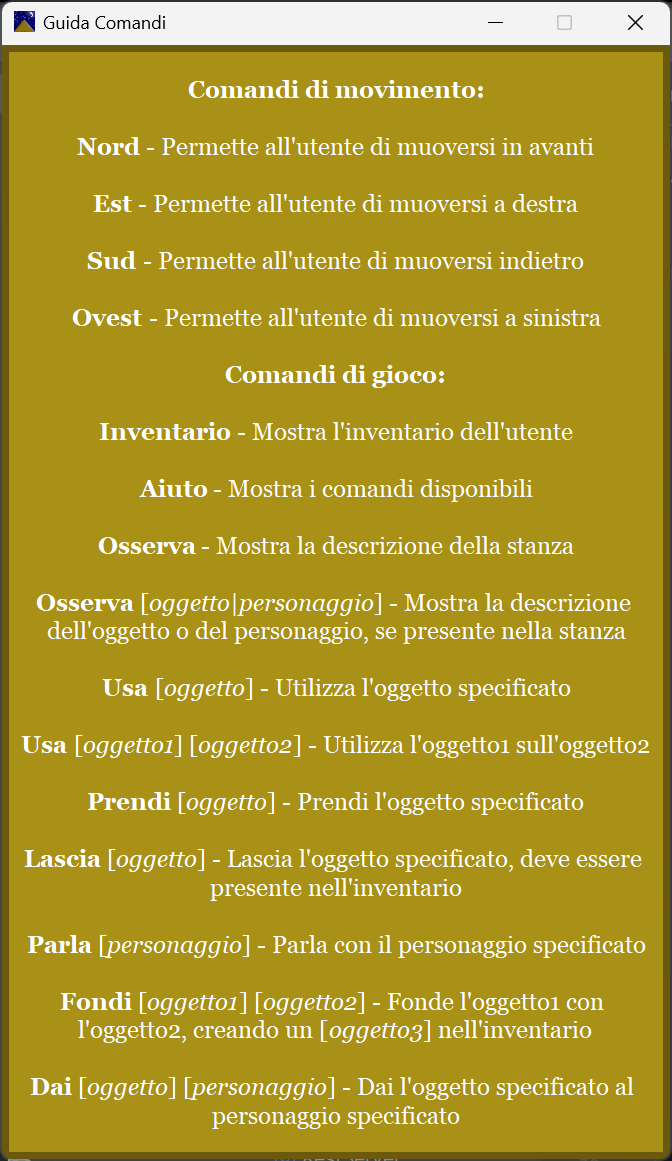 Guida Comandi
Comandi di movimento:
Nord - Permette all'utente di muoversi in avanti
Est - Permette all'utente di muoversi a destra
Sud - Permette all'utente di muoversi indietro
Ovest - Permette all'utente di muoversi a sinistra
Comandi di gioco:
Inventario - Mostra l'inventario dell'utente
Aiuto - Mostra i comandi disponibili
Osserva - Mostra la descrizione della stanza
Osserva [oggetto|personaggio] - Mostra la descrizione
dell'oggetto o del personaggio, se presente nella stanza
Usa [oggetto] - Utilizza l'oggetto specificato
Usa [oggetto1] [oggetto2] - Utilizza l'oggetto1 sull'oggetto2
Prendi [oggetto] - Prendi l'oggetto specificato
Lascia [oggetto] - Lascia l'oggetto specificato, deve essere
presente nell'inventario
Parla [personaggio] - Parla con il personaggio specificato
Fondi [oggetto1] [oggetto2] - Fonde l'oggetto1 con
l'oggetto2, creando un [oggetto3] nell'inventario
Dai [oggetto] [personaggio] - Dai l'oggetto specificato al
personaggio specificato